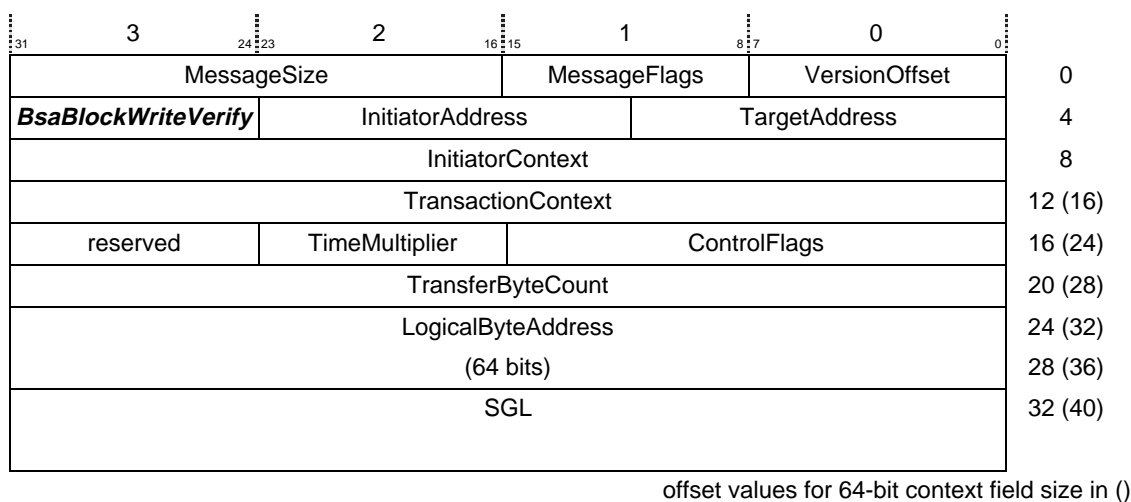 3 2 1 0
31 24 23 16 15 8 7 0
MessageSize MessageFlags VersionOffset 0
BsaBlockWriteVerify InitiatorAddress TargetAddress 4
InitiatorContext 8
TransactionContext 12 (16)
reserved TimeMultiplier ControlFlags 16 (24)
TransferByteCount 20 (28)
LogicalByteAddress 24 (32)
(64 bits) 28 (36)
SGL 32 (40)
offset values for 64-bit context field size in ()